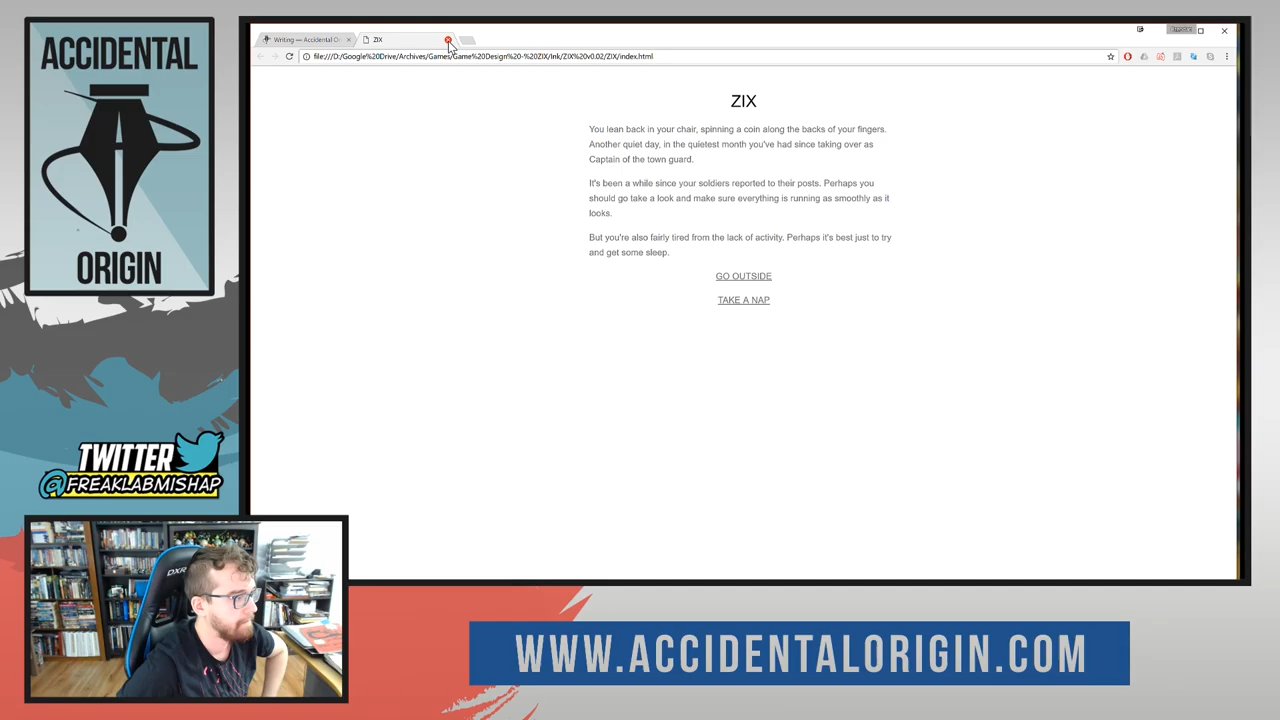 ACCIDENTAL
ORIGIN
Writing — Accidental O
ZIX
file:///D:/Google%20Drive/Archives/Games/Game%20Design%20-%20ZIX/Ink/ZIX%20v0.02/ZIX/index.html
ZIX
You lean back in your chair, spinning a coin along the backs of your fingers.
Another quiet day, in the quietest month you've had since taking over as
Captain of the town guard.
It's been a while since your soldiers reported to their posts. Perhaps you
should go take a look and make sure everything is running as smoothly as it
looks.
But you're also fairly tired from the lack of activity. Perhaps it's best just to try
and get some sleep.
GO OUTSIDE
TAKE A NAP
TWITTER
@FREAKLABMISHAP
DXR
WWW.ACCIDENTALORIGIN.COM